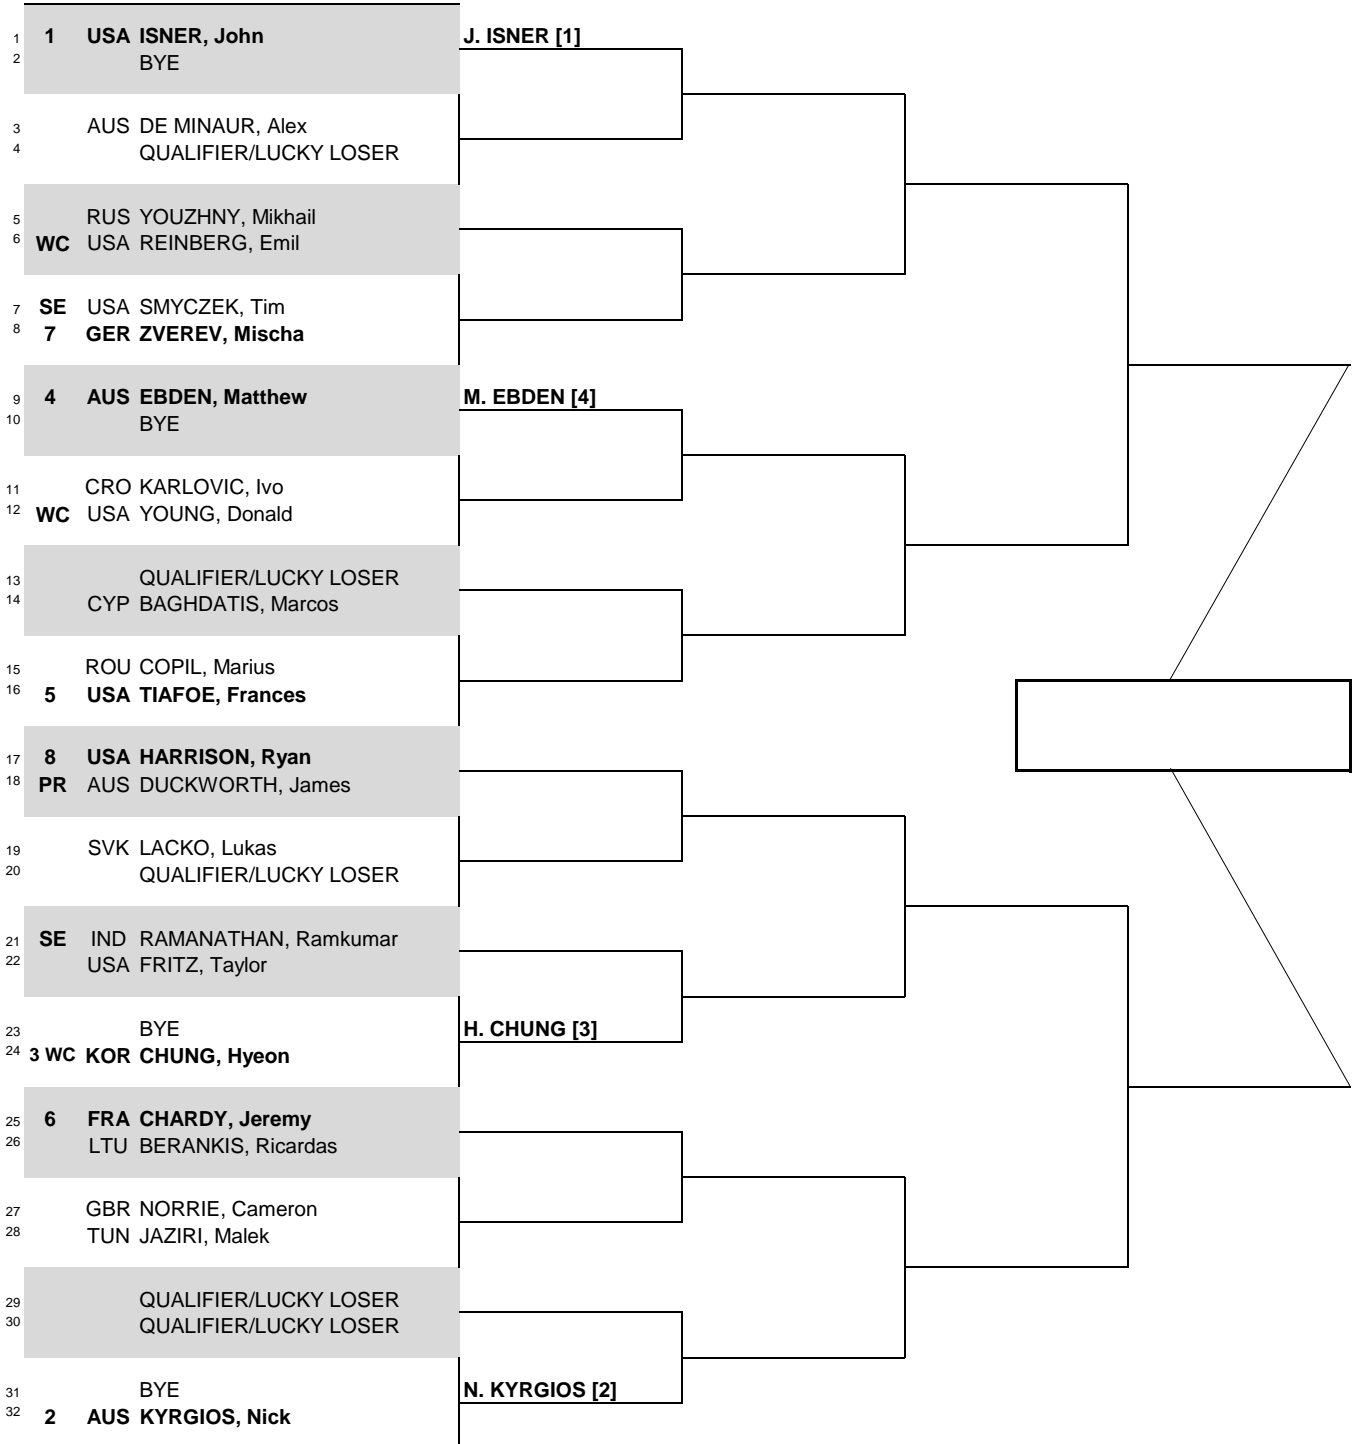 1 1 USA ISNER, John J. ISNER [1]
2 BYE
3 AUS DE MINAUR, Alex
4 QUALIFIER/LUCKY LOSER
5 RUS YOUZHNY, Mikhail
6 WC USA REINBERG, Emil
7 SE USA SMYCZEK, Tim
8 7 GER ZVEREV, Mischa
9 4 AUS EBDEN, Matthew M. EBDEN [4]
10 BYE
11 CRO KARLOVIC, Ivo
12 WC USA YOUNG, Donald
13 QUALIFIER/LUCKY LOSER
14 CYP BAGHDATIS, Marcos
15 ROU COPIL, Marius
16 5 USA TIAFOE, Frances
17 8 USA HARRISON, Ryan
18 PR AUS DUCKWORTH, James
19 SVK LACKO, Lukas
20 QUALIFIER/LUCKY LOSER
21 SE IND RAMANATHAN, Ramkumar
22 USA FRITZ, Taylor
23 BYE H. CHUNG [3]
24 3 WC KOR CHUNG, Hyeon
25 6 FRA CHARDY, Jeremy
26 LTU BERANKIS, Ricardas
27 GBR NORRIE, Cameron
28 TUN JAZIRI, Malek
29 QUALIFIER/LUCKY LOSER
30 QUALIFIER/LUCKY LOSER
31 BYE N. KYRGIOS [2]
32 2 AUS KYRGIOS, Nick